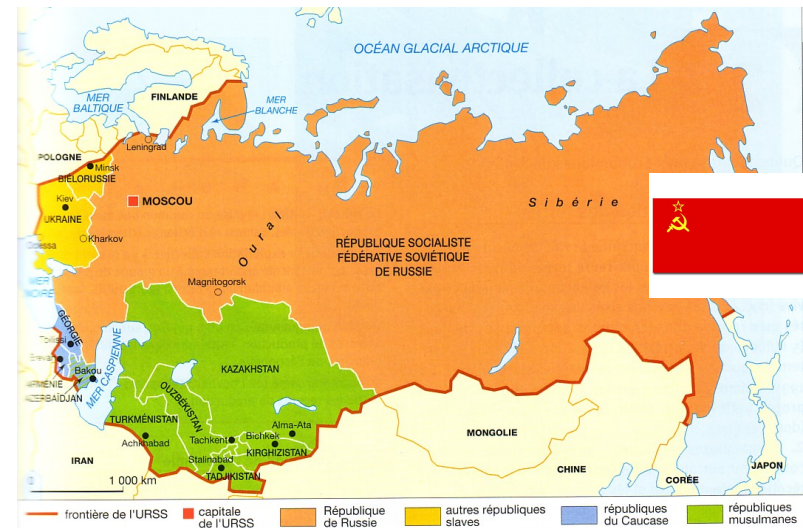 OCÉAN GLACIAL ARCTIQUE
MER
BALTIQUE
FINLANDE
MER
BLANCHE
Leningrad
POLOGNE
Minsk
BIÉLORUSSIE
MOSCOU
Kiev
UKRAINE
Kharkov
Odessa
Oural
Sibérie
RÉPUBLIQUE SOCIALISTE
FÉDÉRATIVE SOVIÉTIQUE
DE RUSSIE
Magnitogorsk
MER
NOIRE
GÉORGIE
Tbilissi
Erevan
Bakou
ARMÉNIE
AZERBAÏDJAN
MER CASPIENNE
KAZAKHSTAN
OUZBÉKISTAN
TURKMÉNISTAN
Achkhabad
Tachkent
Bichkek
Alma-Ata
KIRGHIZISTAN
Stalinabad
TADJIKISTAN
IRAN
MONGOLIE
CHINE
CORÉE
JAPON
0 1 000 km
frontière de l'URSS
capitale
de l'URSS
République
de Russie
autres républiques
slaves
républiques
du Caucase
républiques
musulmanes